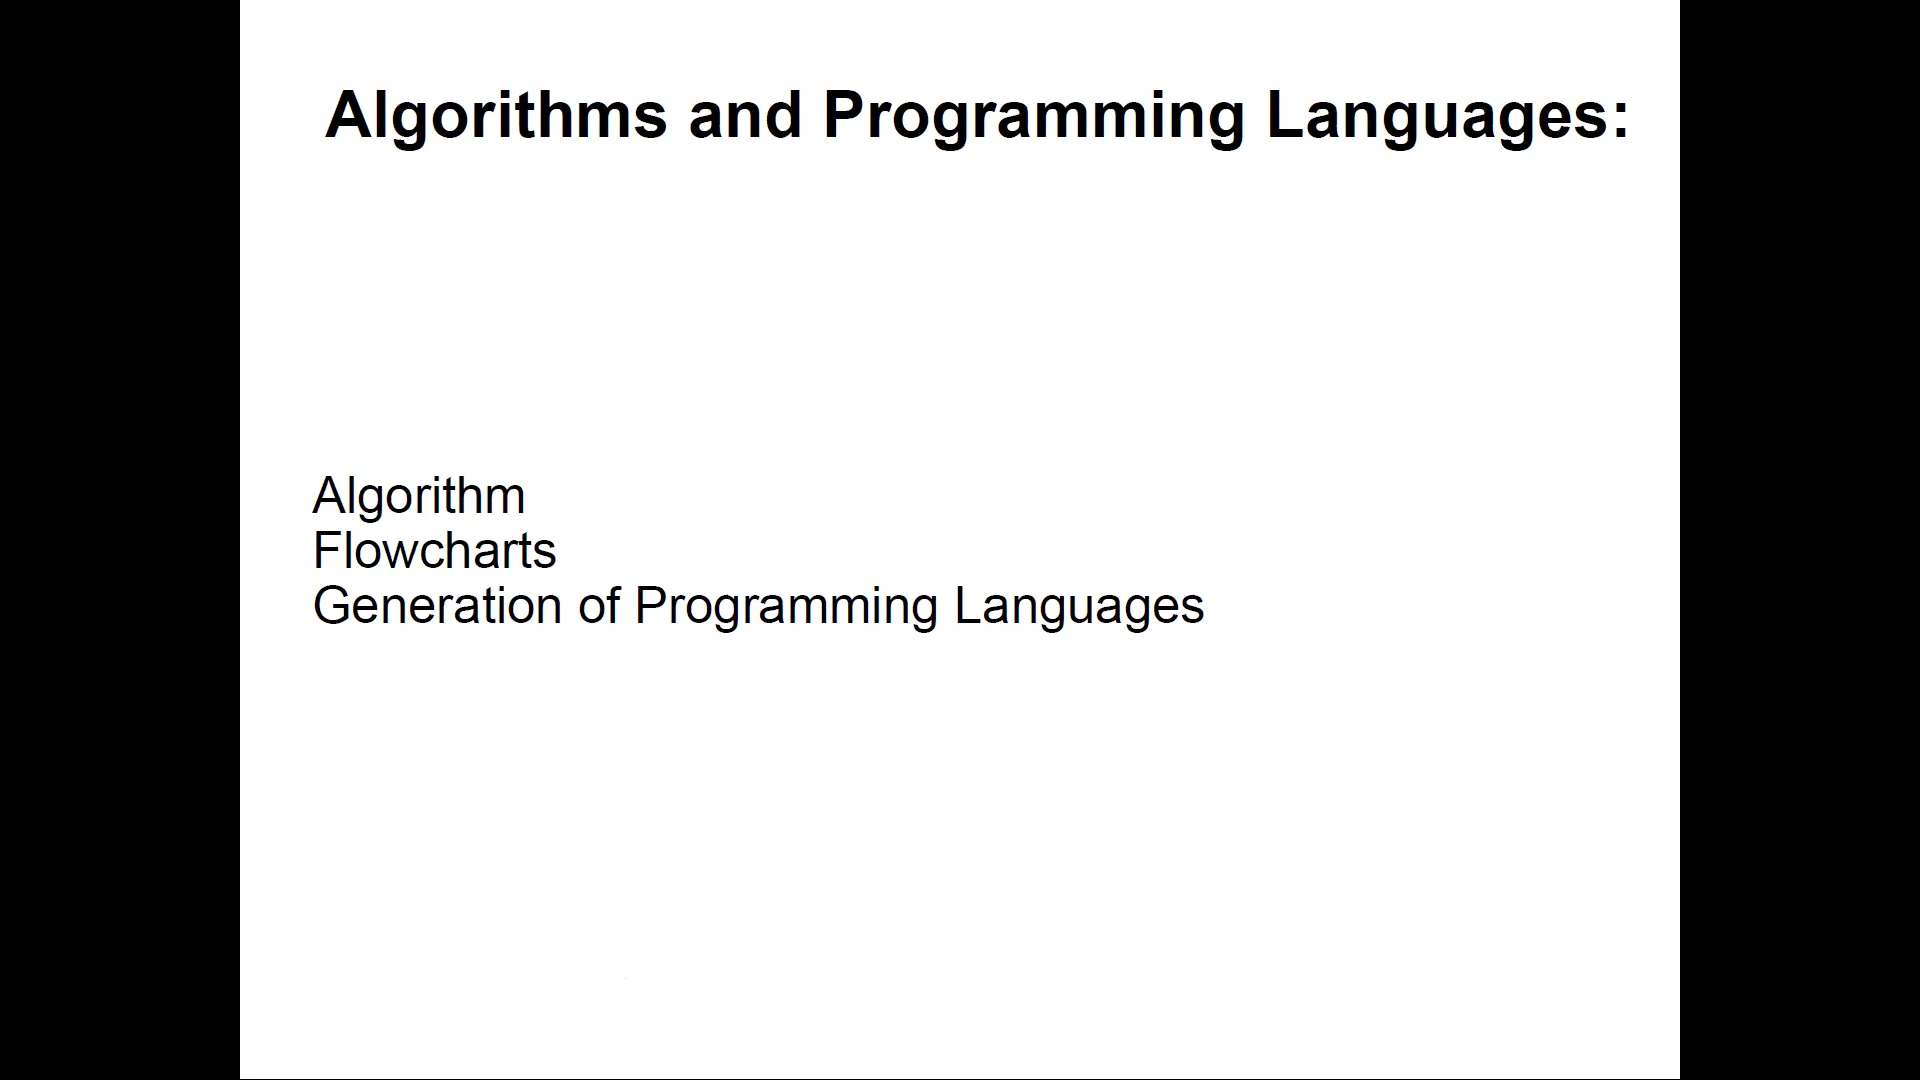 Algorithms and Programming Languages:
Algorithm
Flowcharts
Generation of Programming Languages